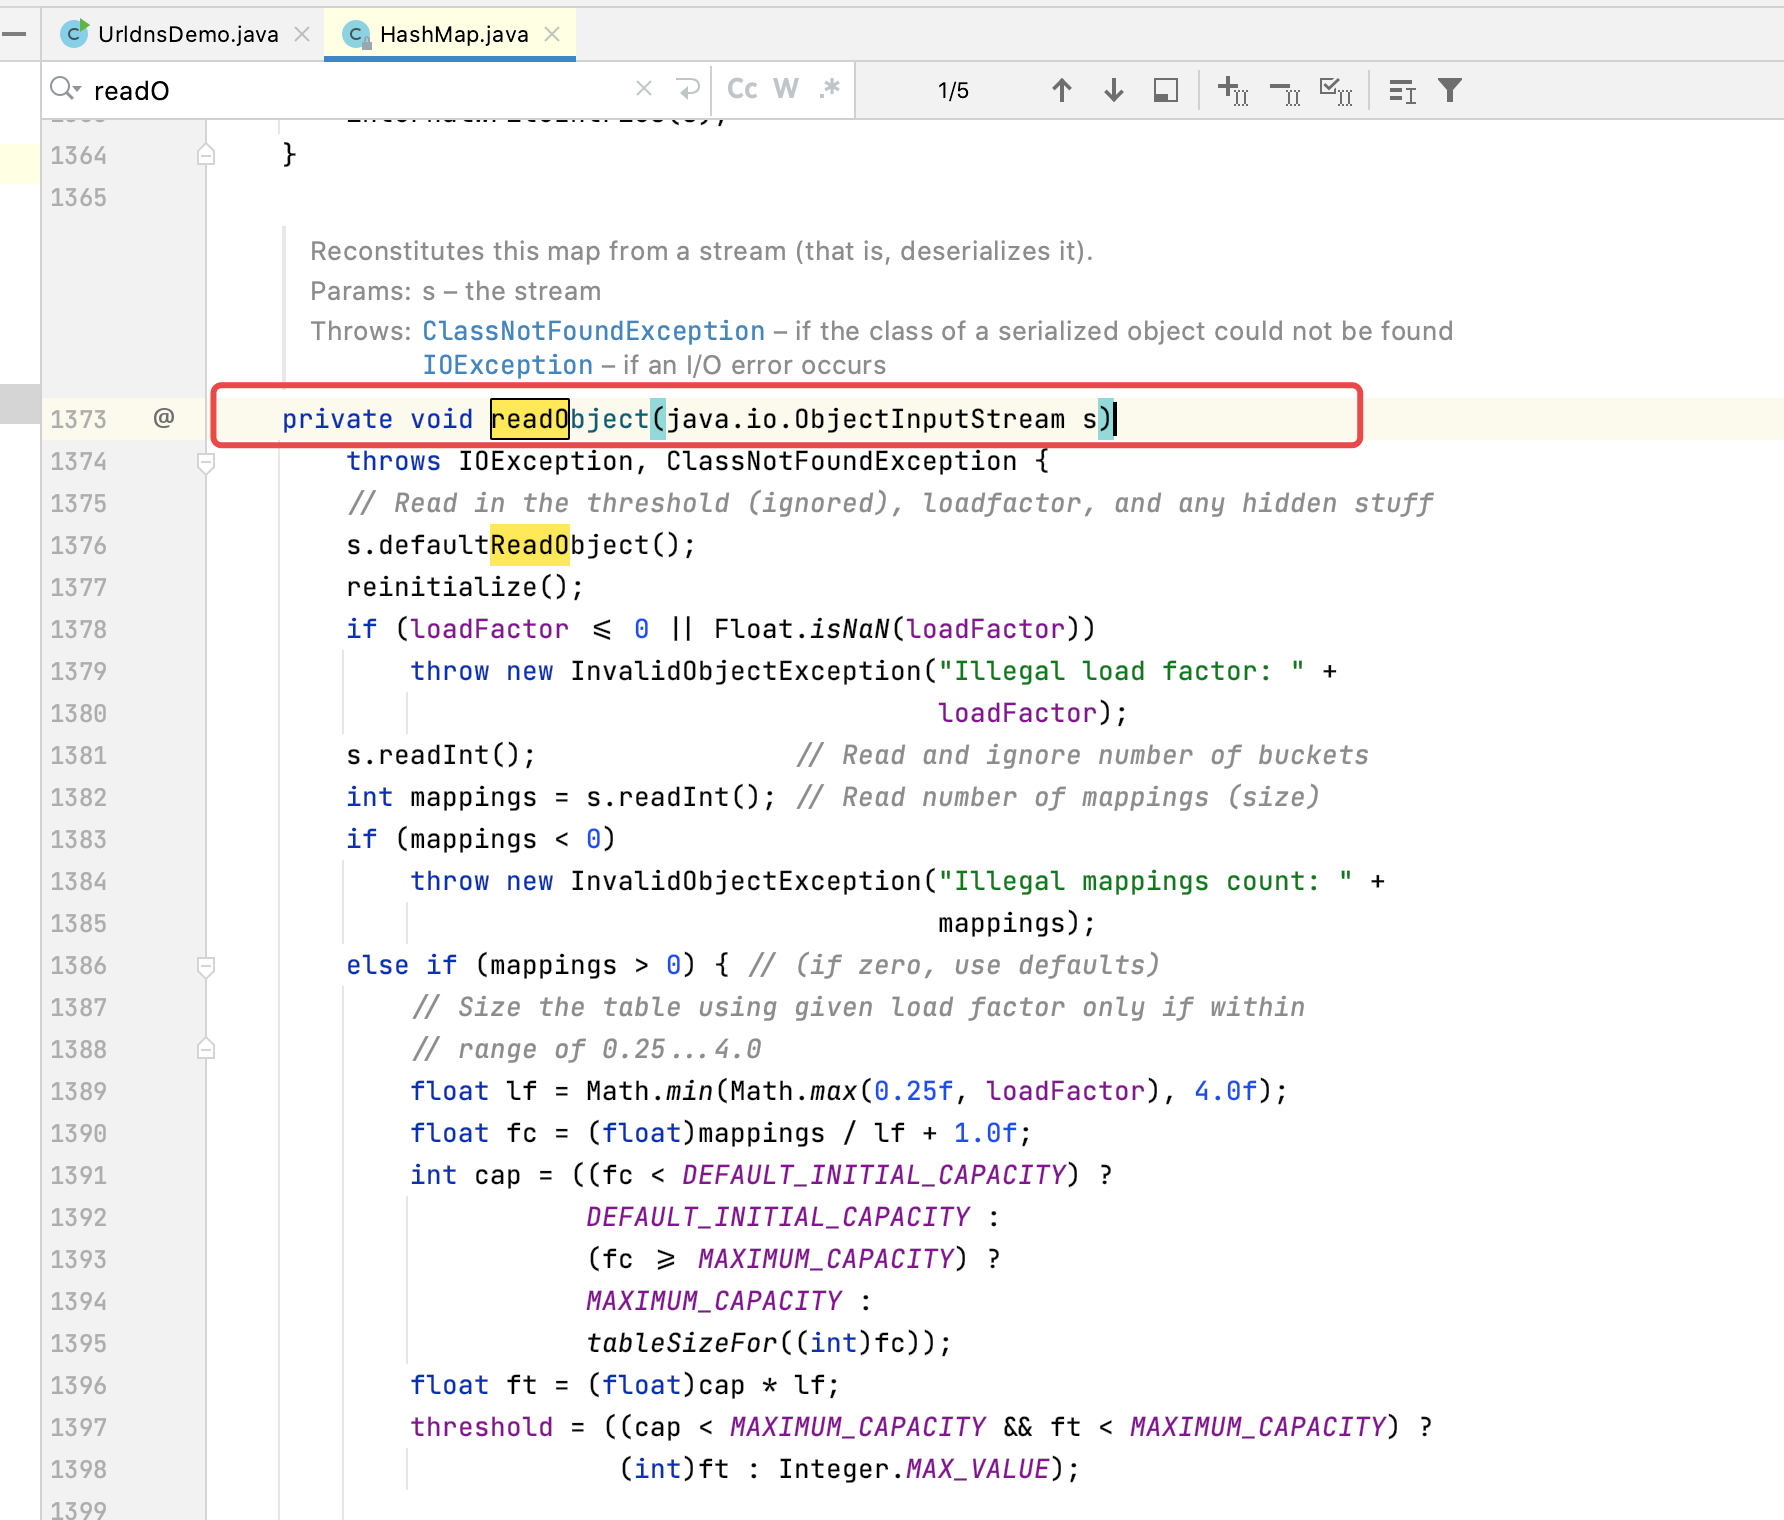 UrldnsDemo.java HashMap.java
readO Cc W .* 1/5
1364 }
1365
Reconstitutes this map from a stream (that is, deserializes it).
Params: s – the stream
Throws: ClassNotFoundException – if the class of a serialized object could not be found
IOException – if an I/O error occurs
1373 @ private void readObject(java.io.ObjectInputStream s)
1374 throws IOException, ClassNotFoundException {
1375 // Read in the threshold (ignored), loadfactor, and any hidden stuff
1376 s.defaultReadObject();
1377 reinitialize();
1378 if (loadFactor <= 0 || Float.isNaN(loadFactor))
1379 throw new InvalidObjectException("Illegal load factor: " +
1380 loadFactor);
1381 s.readInt(); // Read and ignore number of buckets
1382 int mappings = s.readInt(); // Read number of mappings (size)
1383 if (mappings < 0)
1384 throw new InvalidObjectException("Illegal mappings count: " +
1385 mappings);
1386 else if (mappings > 0) { // (if zero, use defaults)
1387 // Size the table using given load factor only if within
1388 // range of 0.25...4.0
1389 float lf = Math.min(Math.max(0.25f, loadFactor), 4.0f);
1390 float fc = (float)mappings / lf + 1.0f;
1391 int cap = ((fc < DEFAULT_INITIAL_CAPACITY) ?
1392 DEFAULT_INITIAL_CAPACITY :
1393 (fc >= MAXIMUM_CAPACITY) ?
1394 MAXIMUM_CAPACITY :
1395 tableSizeFor((int)fc));
1396 float ft = (float)cap * lf;
1397 threshold = ((cap < MAXIMUM_CAPACITY && ft < MAXIMUM_CAPACITY) ?
1398 (int)ft : Integer.MAX_VALUE);
1399